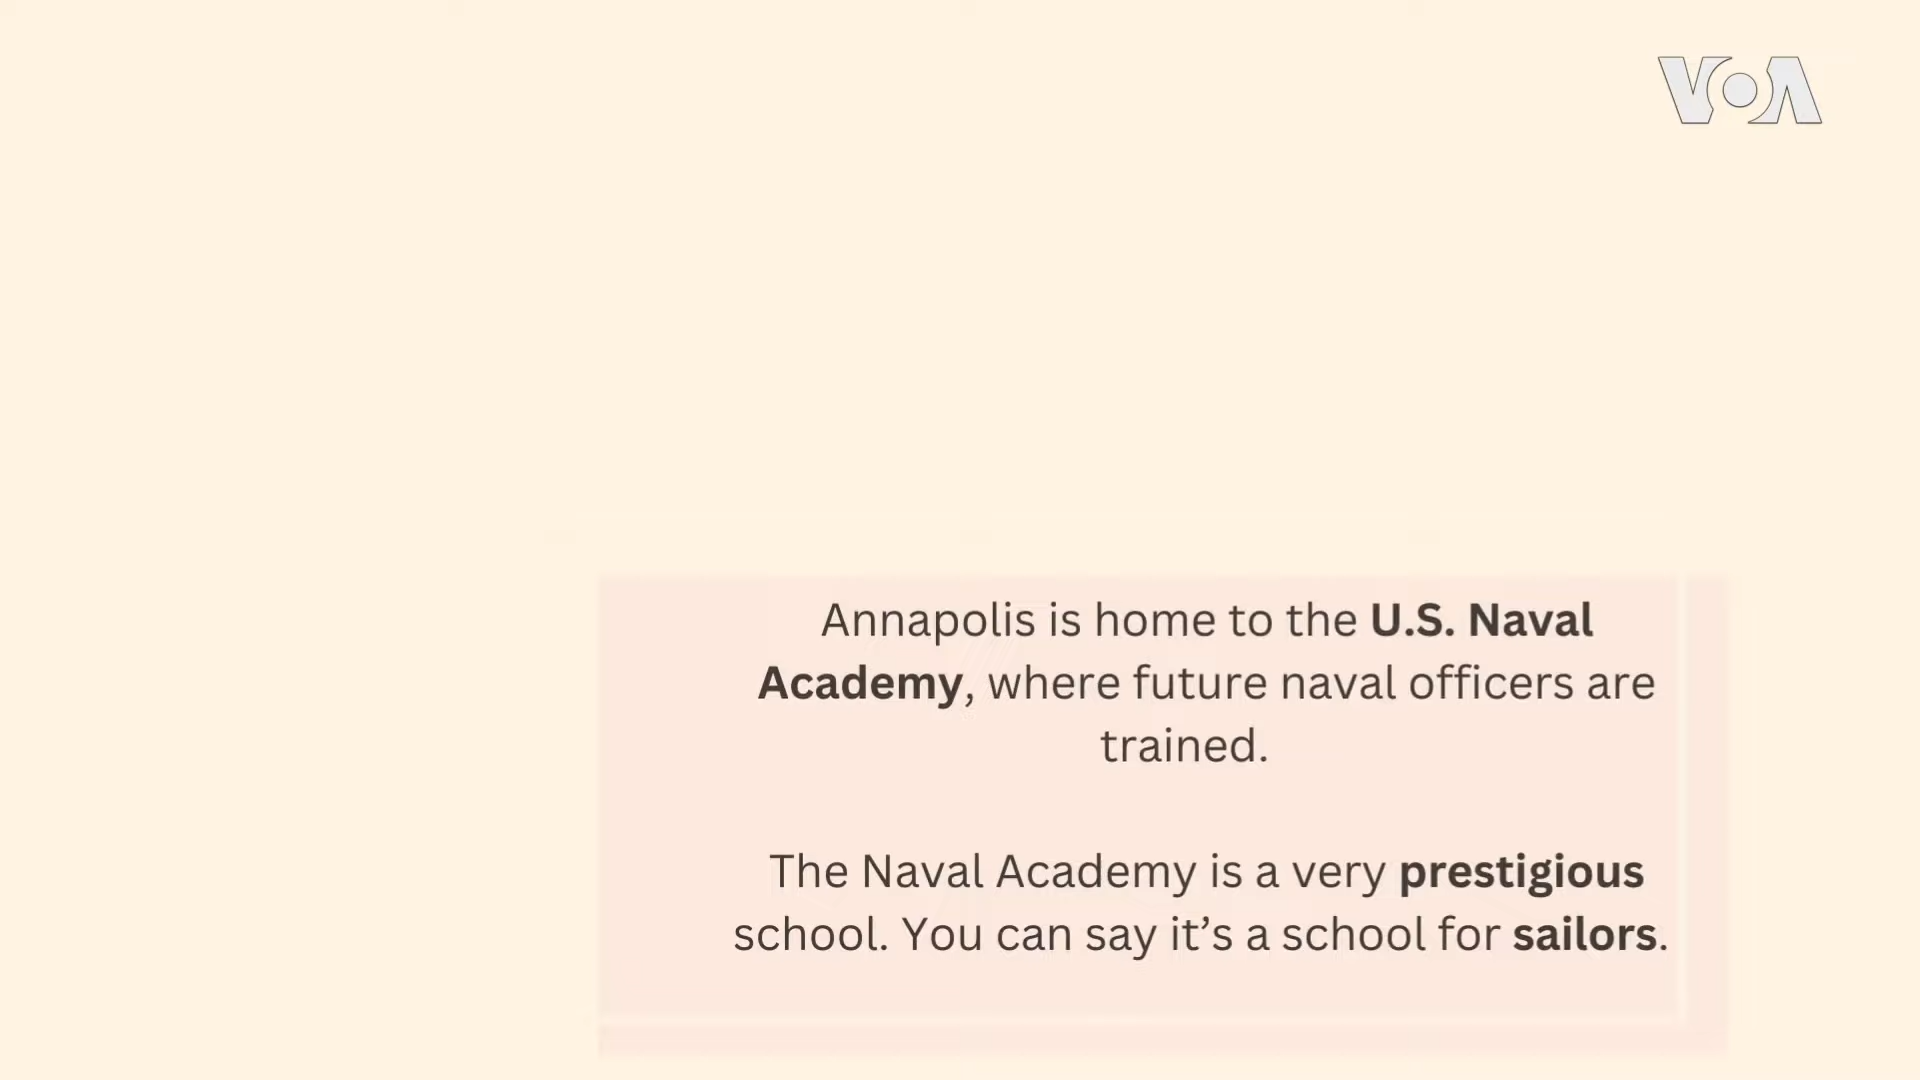 VOA
Annapolis is home to the U.S. Naval
Academy, where future naval officers are
trained.
The Naval Academy is a very prestigious
school. You can say it’s a school for sailors.